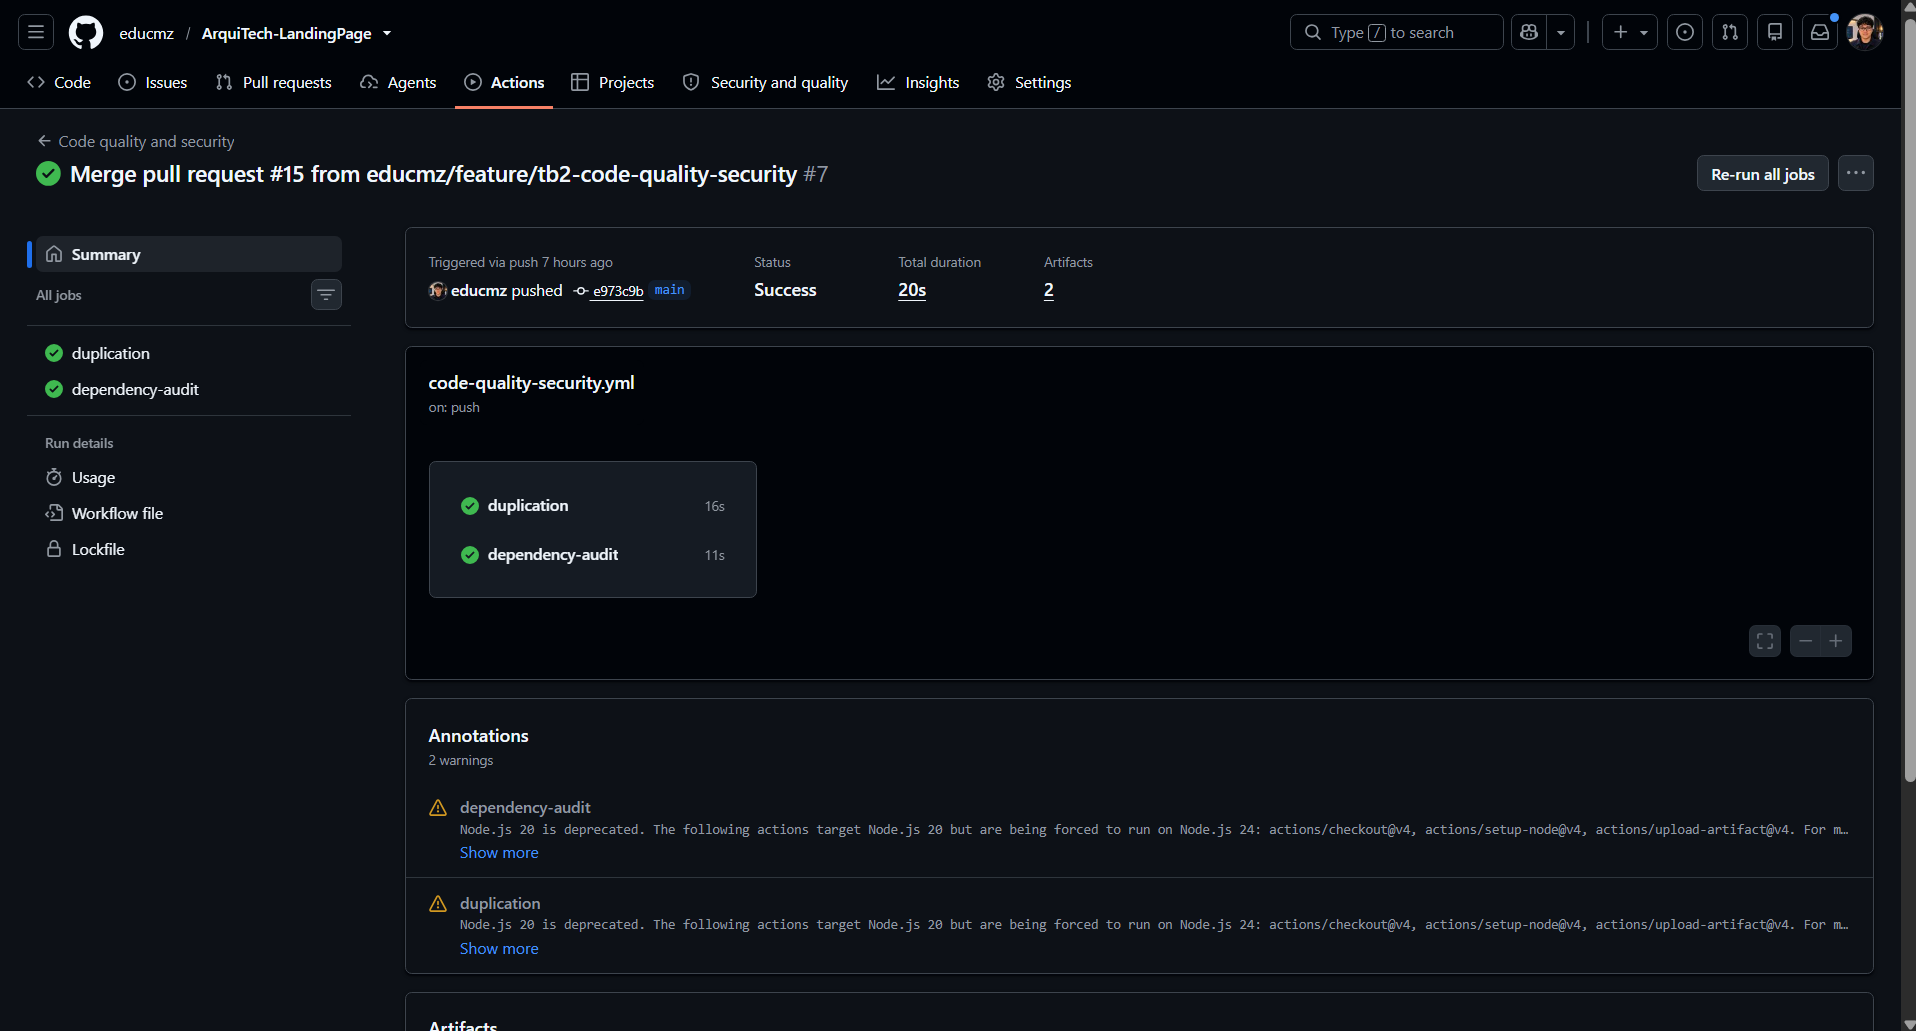 educmz / ArquiTech-LandingPage
Type / to search
Code Issues Pull requests Agents Actions Projects Security and quality Insights Settings
Code quality and security
Merge pull request #15 from educmz/feature/tb2-code-quality-security #7
Re-run all jobs
Summary
All jobs
duplication
dependency-audit
Run details
Usage
Workflow file
Lockfile
Triggered via push 7 hours ago
educmz pushed e973c9b main
Status
Success
Total duration
20s
Artifacts
2
code-quality-security.yml
on: push
duplication 16s
dependency-audit 11s
Annotations
2 warnings
dependency-audit
Node.js 20 is deprecated. The following actions target Node.js 20 but are being forced to run on Node.js 24: actions/checkout@v4, actions/setup-node@v4, actions/upload-artifact@v4. For m…
Show more
duplication
Node.js 20 is deprecated. The following actions target Node.js 20 but are being forced to run on Node.js 24: actions/checkout@v4, actions/setup-node@v4, actions/upload-artifact@v4. For m…
Show more
Artifacts